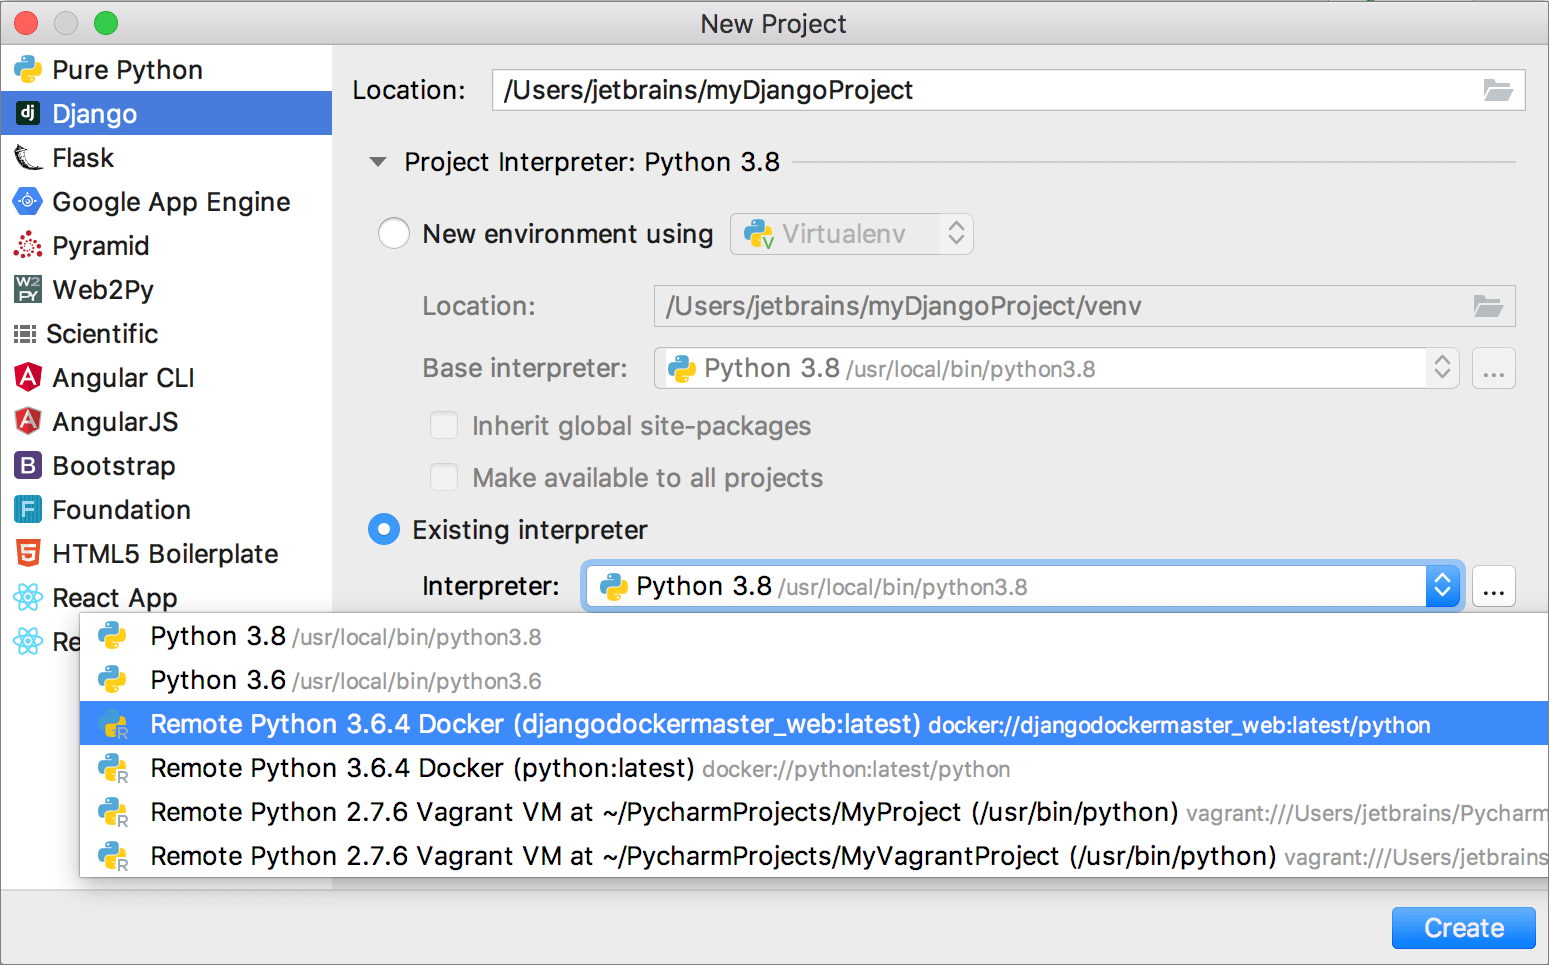 New Project
Pure Python
Django
Flask
Google App Engine
Pyramid
Web2Py
Scientific
Angular CLI
AngularJS
Bootstrap
Foundation
HTML5 Boilerplate
React App
Re
Location: /Users/jetbrains/myDjangoProject
Project Interpreter: Python 3.8
New environment using Virtualenv
Location: /Users/jetbrains/myDjangoProject/venv
Base interpreter: Python 3.8 /usr/local/bin/python3.8 ...
Inherit global site-packages
Make available to all projects
Existing interpreter
Interpreter: Python 3.8 /usr/local/bin/python3.8 ...
Python 3.8 /usr/local/bin/python3.8
Python 3.6 /usr/local/bin/python3.6
Remote Python 3.6.4 Docker (djangodockermaster_web:latest) docker://djangodockermaster_web:latest/python
Remote Python 3.6.4 Docker (python:latest) docker://python:latest/python
Remote Python 2.7.6 Vagrant VM at ~/PycharmProjects/MyProject (/usr/bin/python) vagrant:///Users/jetbrains/Pycharm
Remote Python 2.7.6 Vagrant VM at ~/PycharmProjects/MyVagrantProject (/usr/bin/python) vagrant:///Users/jetbrains
Create